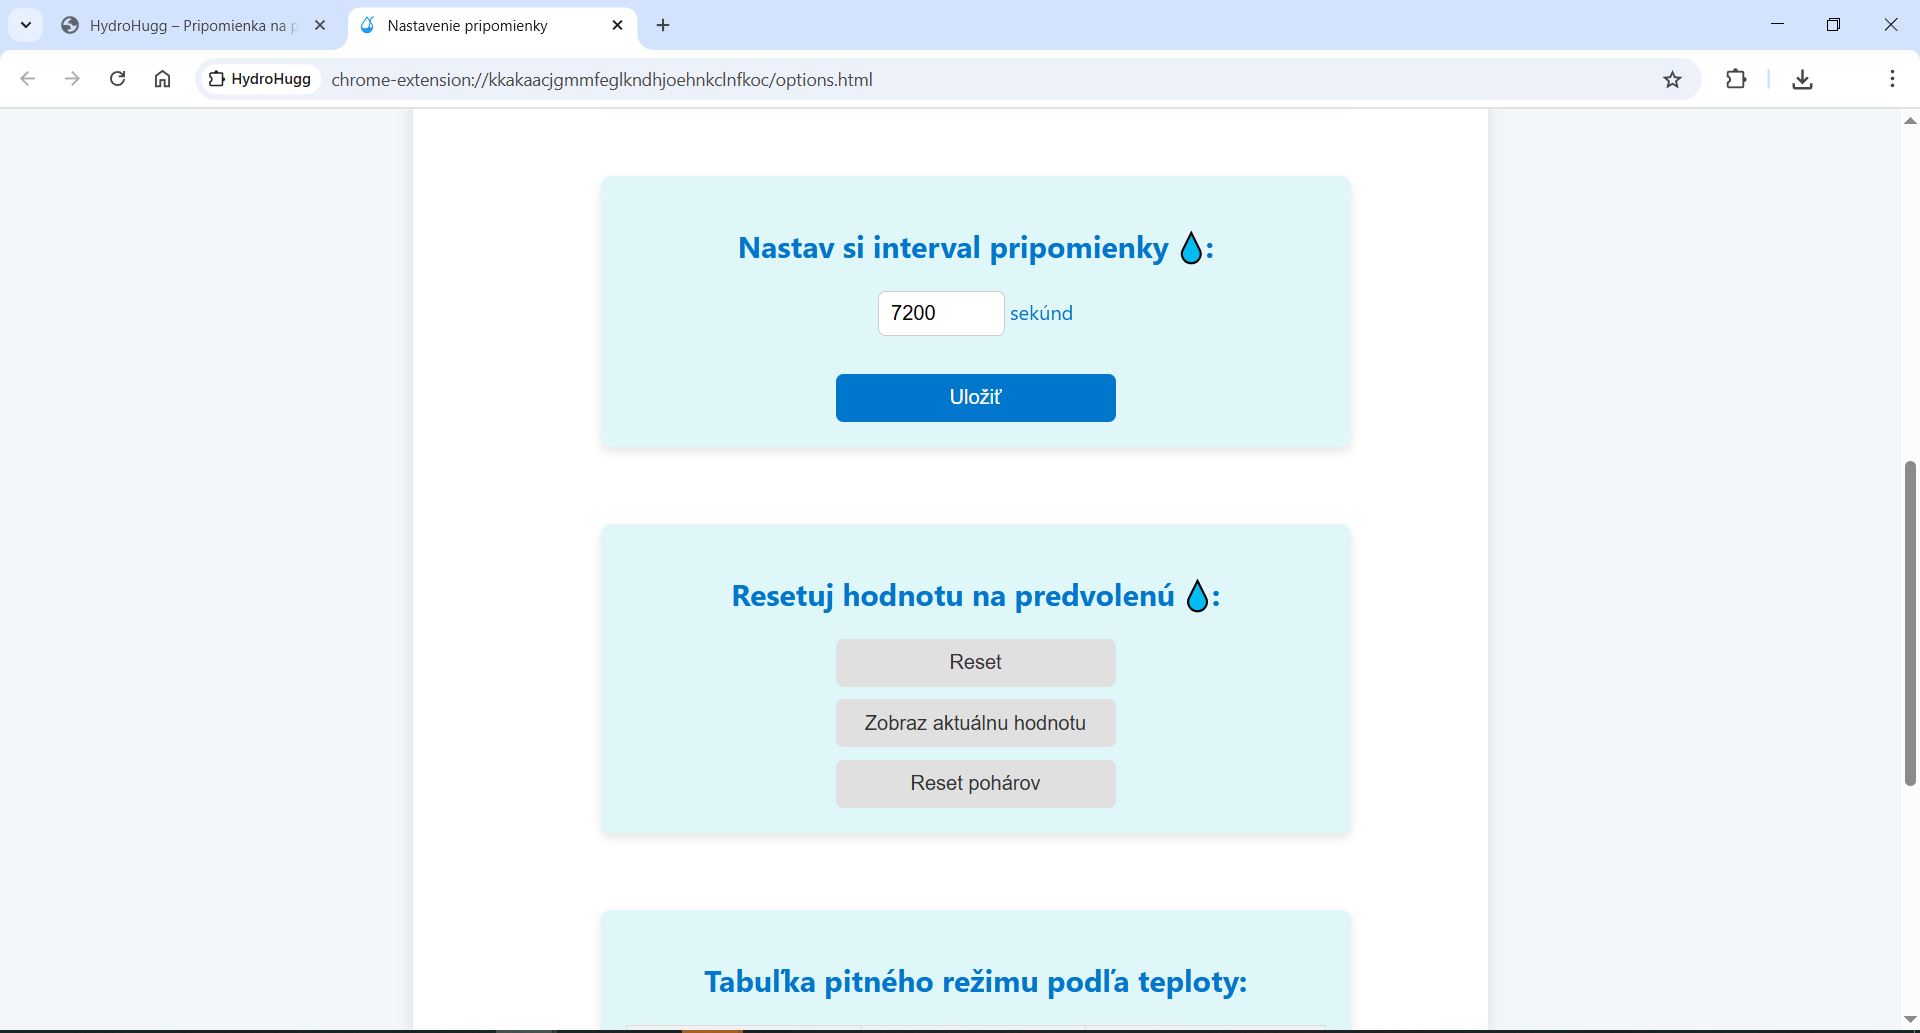 HydroHugg – Pripomienka na p
Nastavenie pripomienky
HydroHugg
chrome-extension://kkakaacjgmmfeglkndhjoehnkclnfkoc/options.html
Nastav si interval pripomienky 💧:
7200 sekúnd
Uložiť
Resetuj hodnotu na predvolenú 💧:
Reset
Zobraz aktuálnu hodnotu
Reset pohárov
Tabuľka pitného režimu podľa teploty: